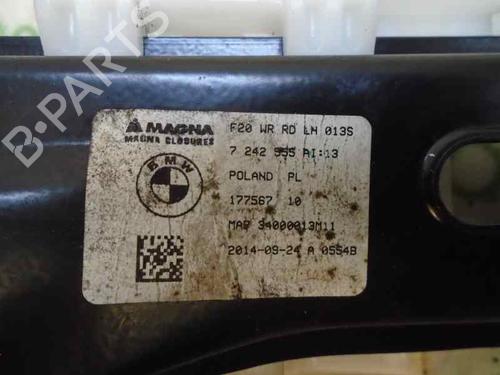 MAGNA
MAGNA CLOSURES
BMW
F20 WR RD LH 013S
7 242 555 AI:13
POLAND PL
177567 10
MAP 34000013M11
2014-09-24 A 0554B
B-PARTS